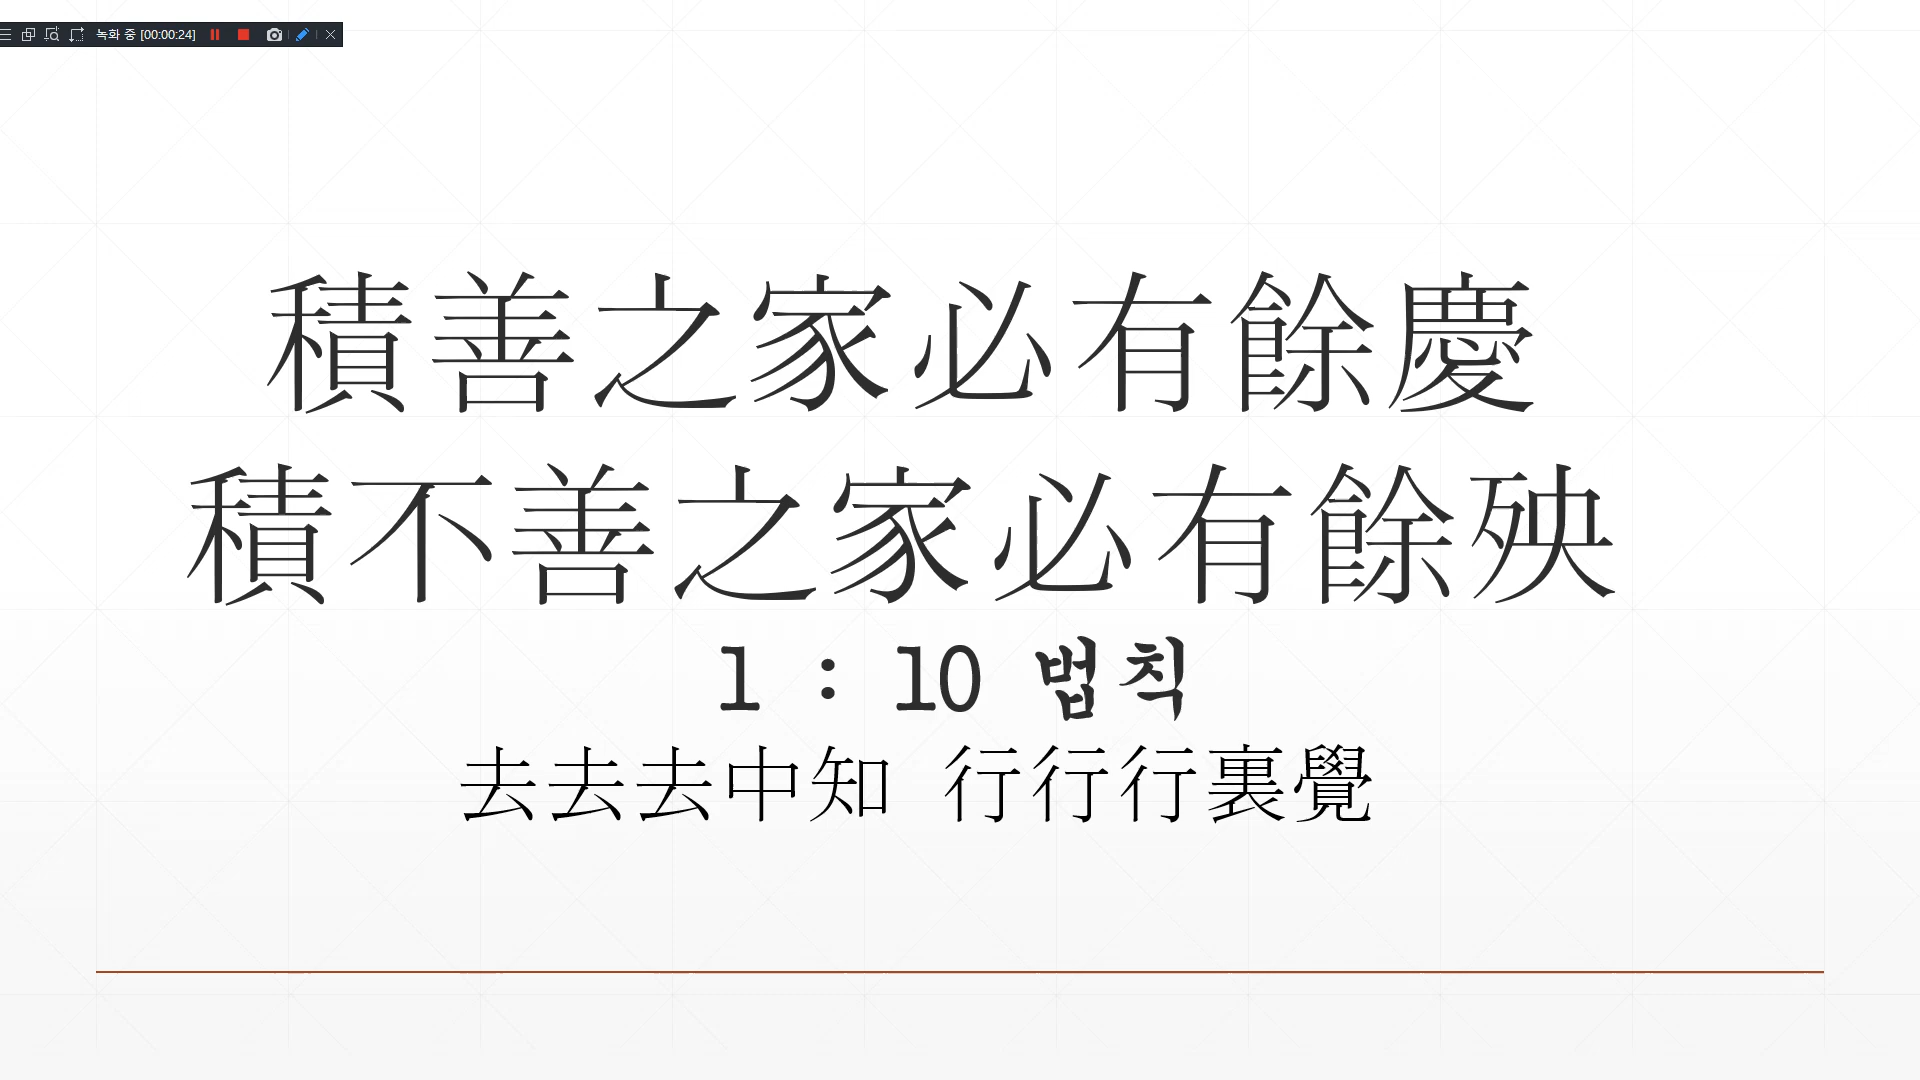 녹화 중 [00:00:24]
積善之家必有餘慶
積不善之家必有餘殃
1 : 10 법칙
去去去中知 行行行裏覺